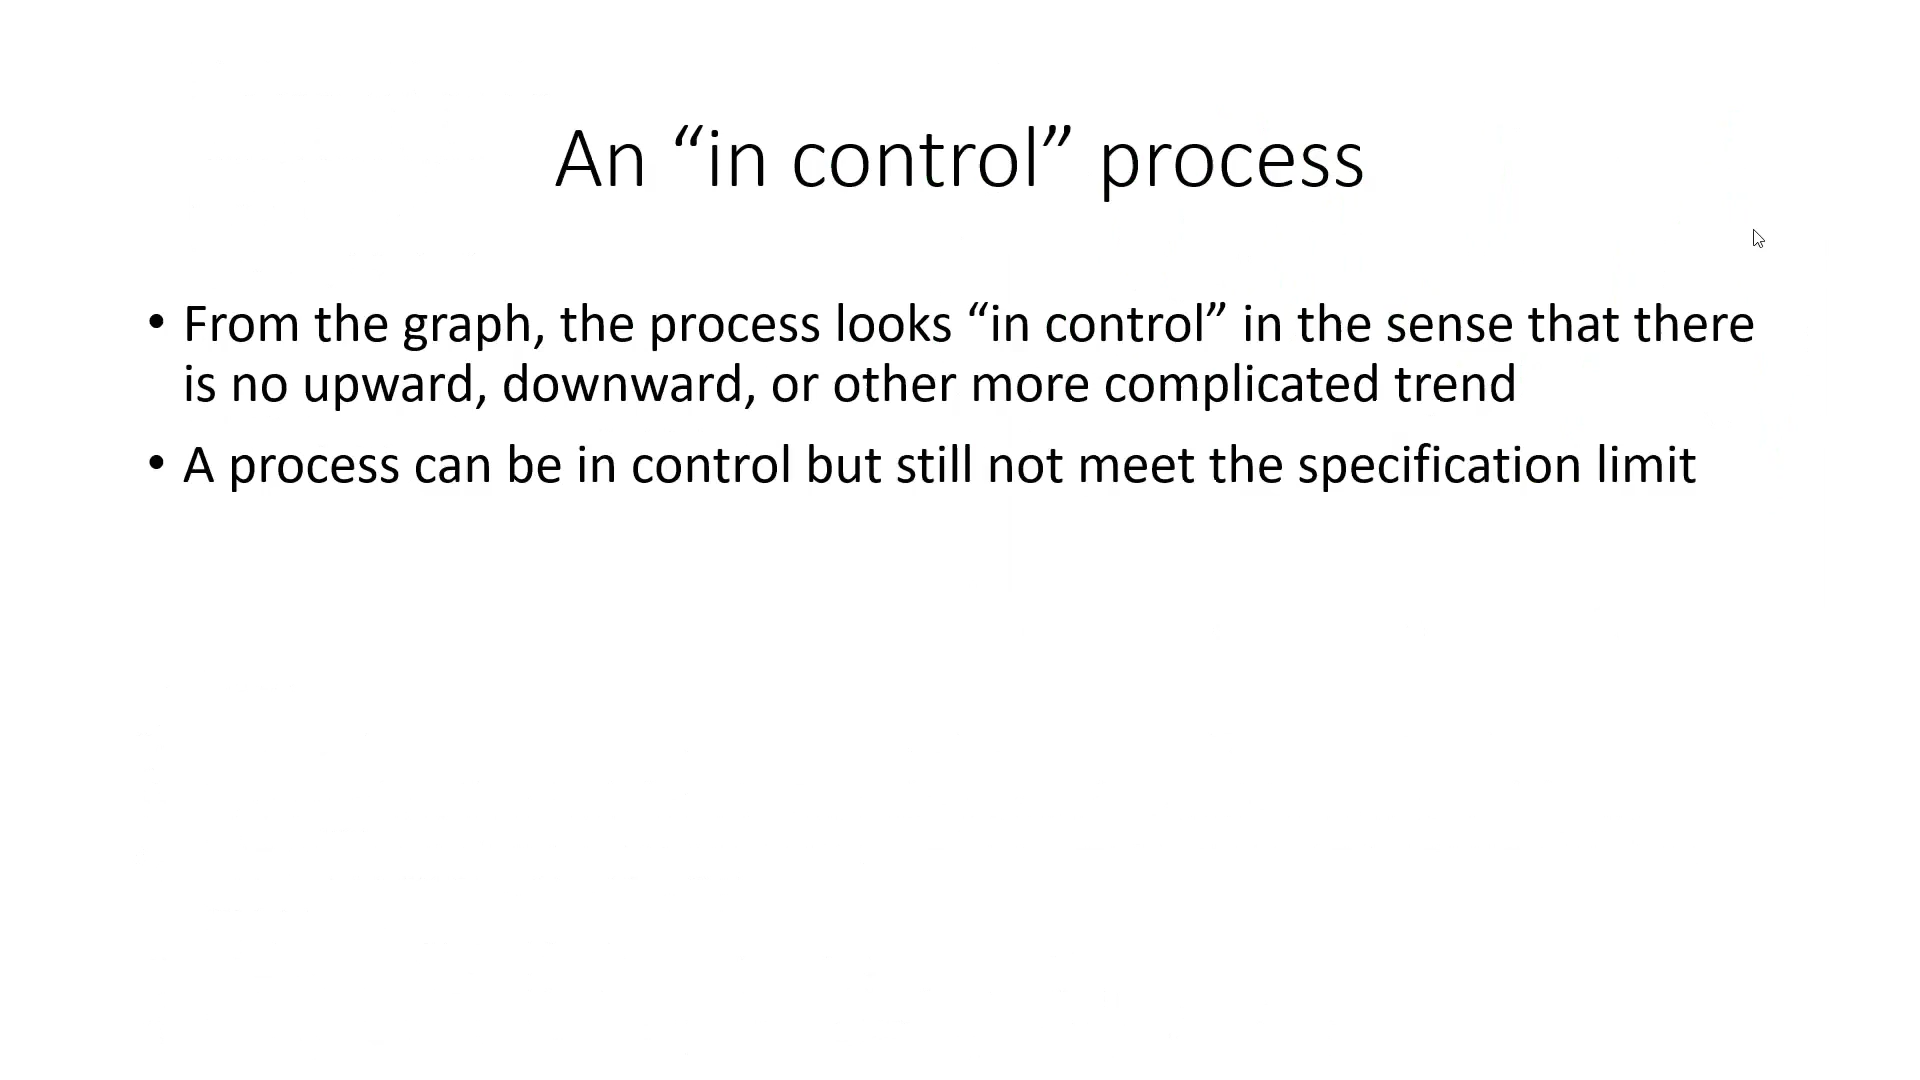 An “in control” process
• From the graph, the process looks “in control” in the sense that there
is no upward, downward, or other more complicated trend
• A process can be in control but still not meet the specification limit